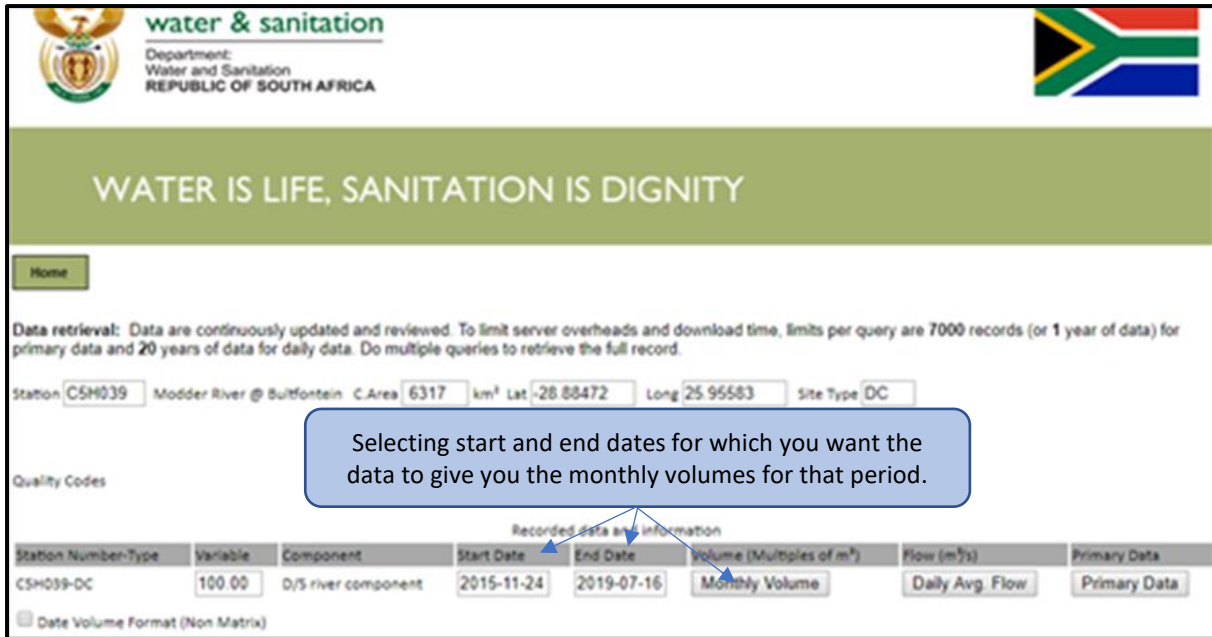 water & sanitation
Department:
Water and Sanitation
REPUBLIC OF SOUTH AFRICA
WATER IS LIFE, SANITATION IS DIGNITY
Home
Data retrieval: Data are continuously updated and reviewed. To limit server overheads and download time, limits per query are 7000 records (or 1 year of data) for
primary data and 20 years of data for daily data. Do multiple queries to retrieve the full record.
Station C5H039 Modder River @ Bultfontein C.Area 6317 km² Lat -28.88472 Long 25.95583 Site Type DC
Selecting start and end dates for which you want the
data to give you the monthly volumes for that period.
Quality Codes
Recorded data and information
Station Number-Type Variable Component Start Date End Date Volume (Multiples of m³) Flow (m³/s) Primary Data
C5H039-DC 100.00 D/S river component 2015-11-24 2019-07-16 Monthly Volume Daily Avg. Flow Primary Data
Date Volume Format (Non Matrix)